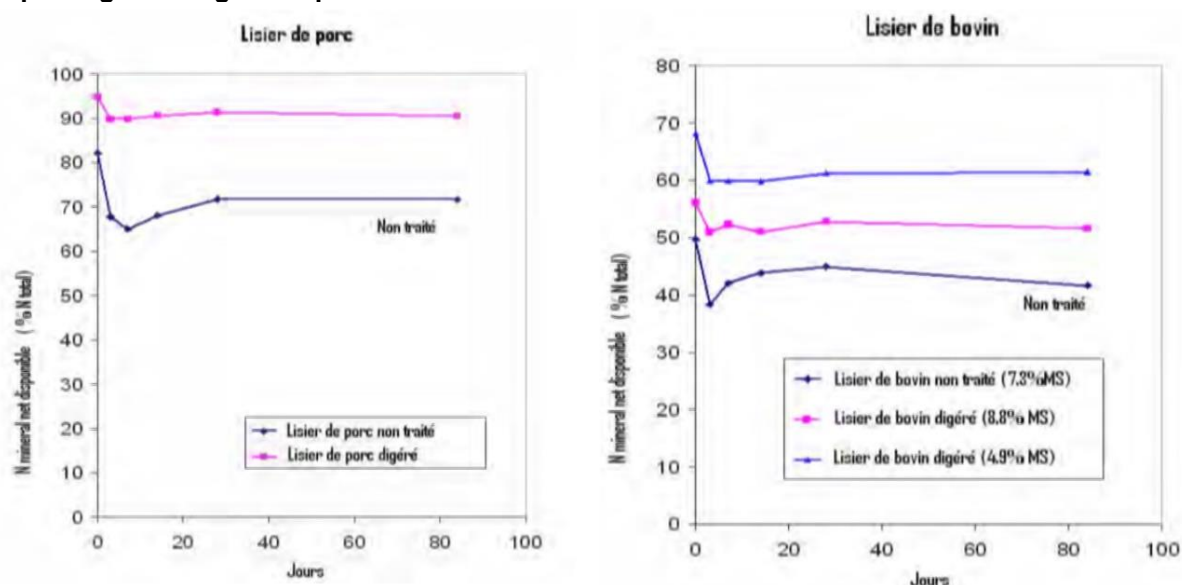 Lisier de porc
N mineral net disponible (%N total)
100
90
80
70
60
50
40
30
20
10
0
0 20 40 60 80 100
Jours
Non traité
Lisier de porc non traité
Lisier de porc digéré
Lisier de bovin
N mineral net disponible (%N total)
80
70
60
50
40
30
20
10
0
0 20 40 60 80 100
Jours
Non traité
Lisier de bovin non traité (7.3%MS)
Lisier de bovin digéré (8.8% MS)
Lisier de bovin digéré (4.9% MS)